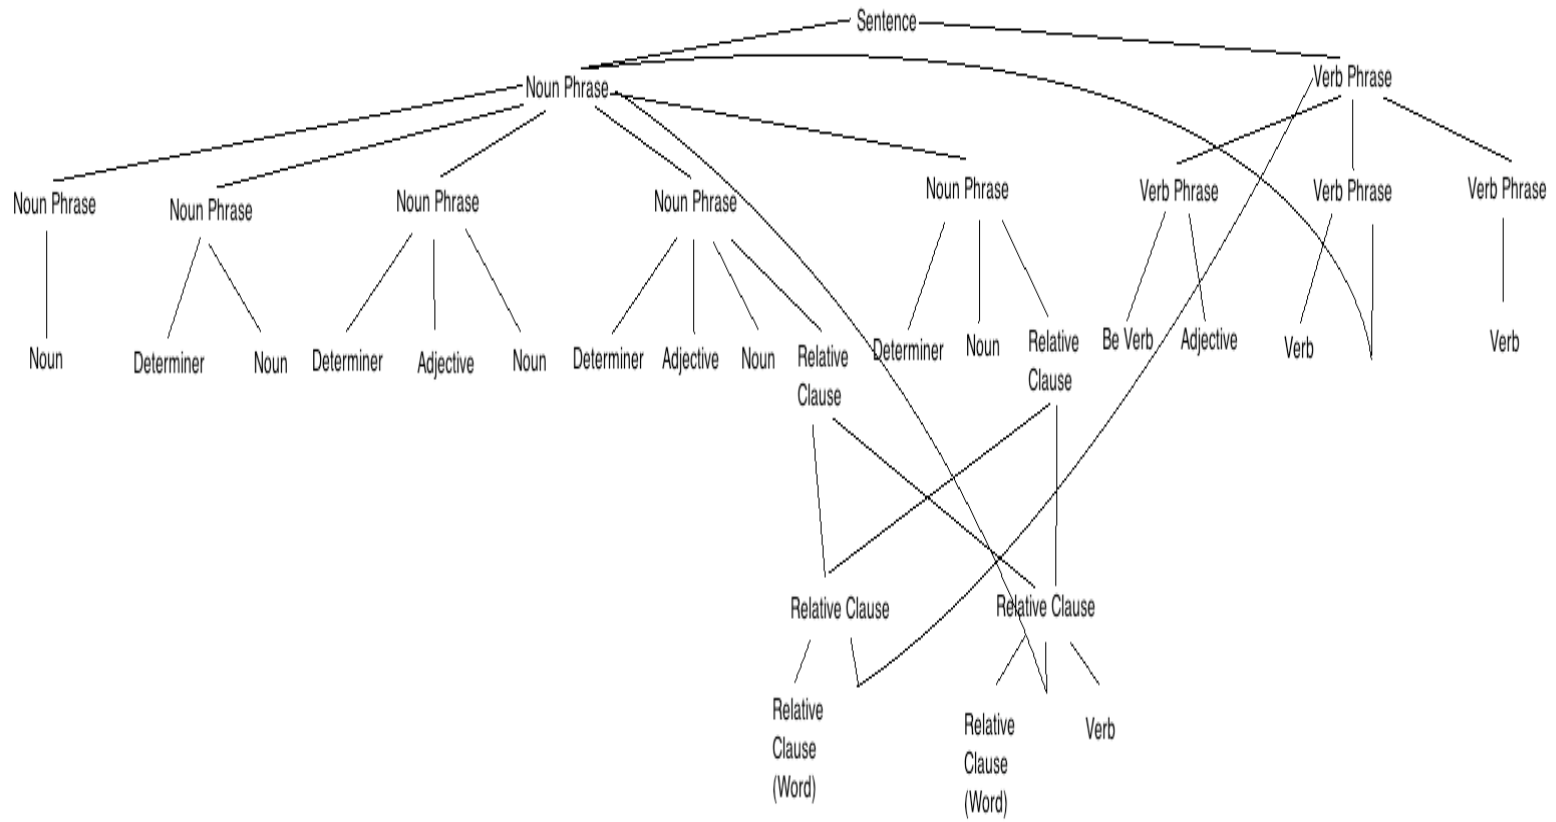 Sentence
Noun Phrase
Verb Phrase
Noun Phrase
Noun Phrase
Noun Phrase
Noun Phrase
Noun Phrase
Verb Phrase
Verb Phrase
Verb Phrase
Noun
Determiner
Noun
Determiner
Adjective
Noun
Determiner
Adjective
Noun
Relative
Clause
Determiner
Noun
Relative
Clause
Be Verb
Adjective
Verb
Verb
Relative Clause
Relative Clause
Relative
Clause
(Word)
Relative
Clause
(Word)
Verb